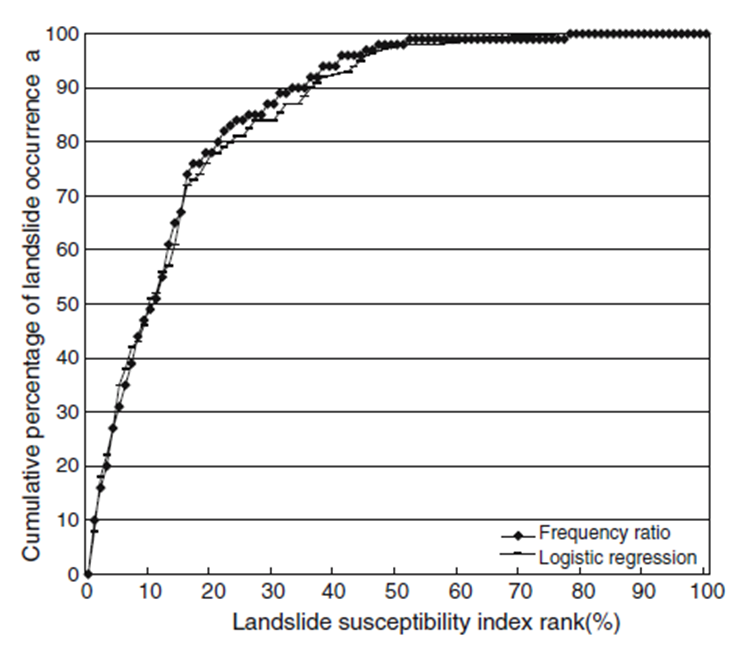 Cumulative percentage of landslide occurrence a
100
90
80
70
60
50
40
30
20
10
0
Frequency ratio
Logistic regression
0 10 20 30 40 50 60 70 80 90 100
Landslide susceptibility index rank(%)